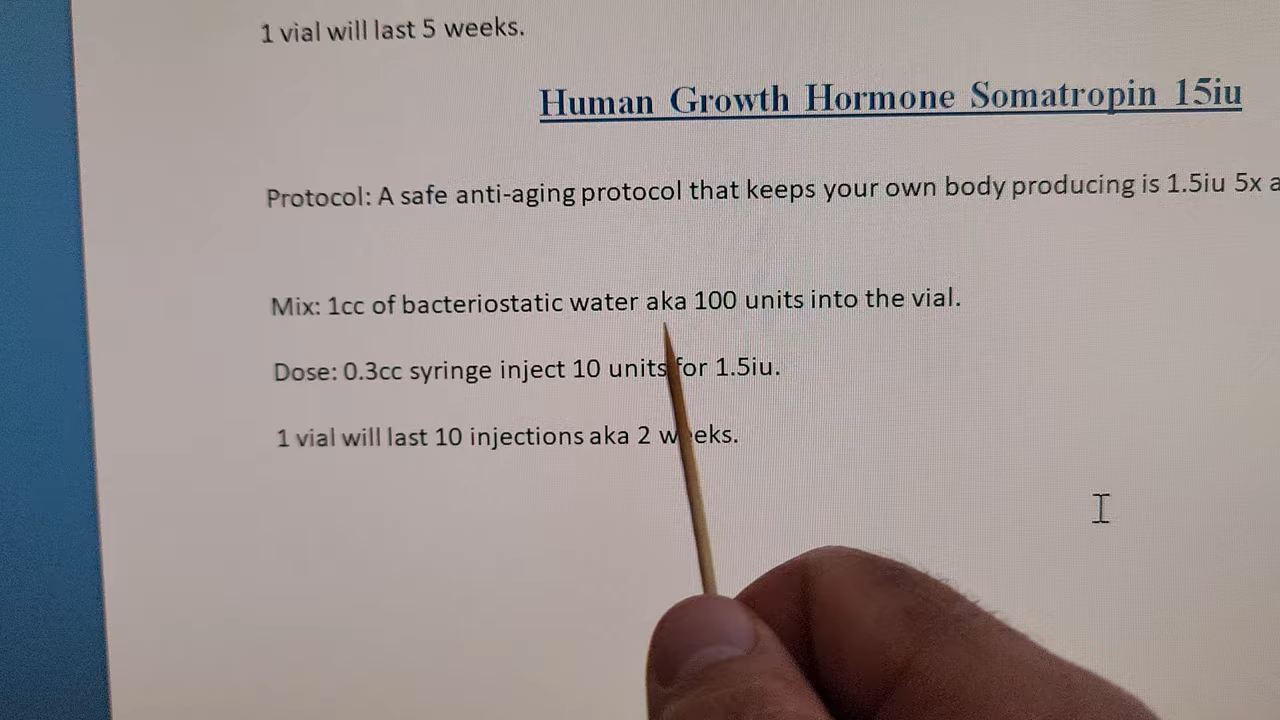 1 vial will last 5 weeks.
Human Growth Hormone Somatropin 15iu
Protocol: A safe anti-aging protocol that keeps your own body producing is 1.5iu 5x a
Mix: 1cc of bacteriostatic water aka 100 units into the vial.
Dose: 0.3cc syringe inject 10 units for 1.5iu.
1 vial will last 10 injections aka 2 weeks.